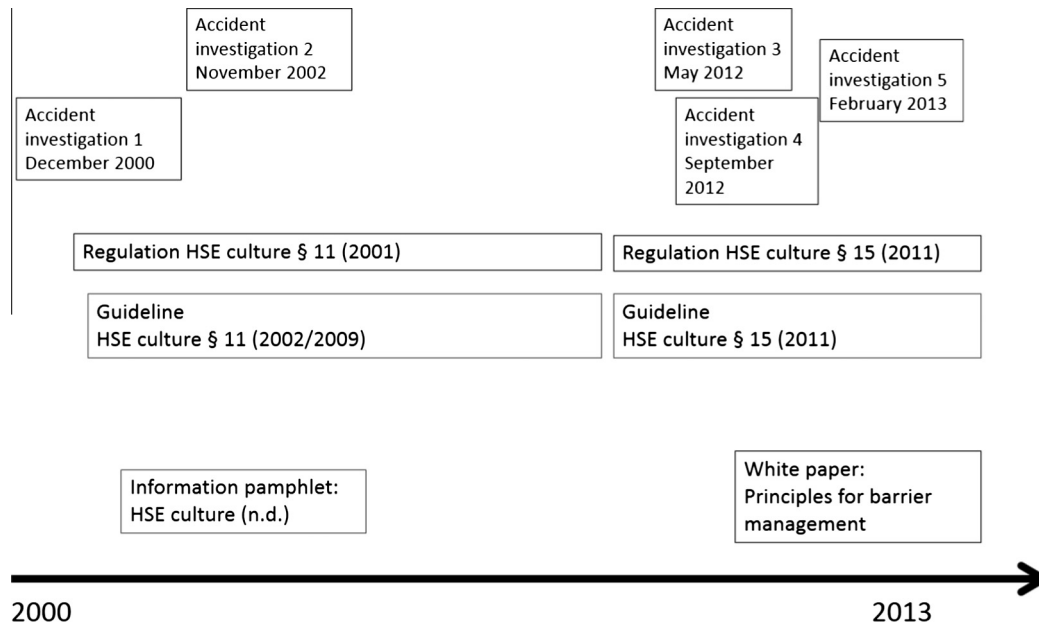 Accident
investigation 2
November 2002
Accident
investigation 3
May 2012
Accident
investigation 5
February 2013
Accident
investigation 1
December 2000
Accident
investigation 4
September
2012
Regulation HSE culture § 11 (2001)
Regulation HSE culture § 15 (2011)
Guideline
HSE culture § 11 (2002/2009)
Guideline
HSE culture § 15 (2011)
Information pamphlet:
HSE culture (n.d.)
White paper:
Principles for barrier
management
2000
2013